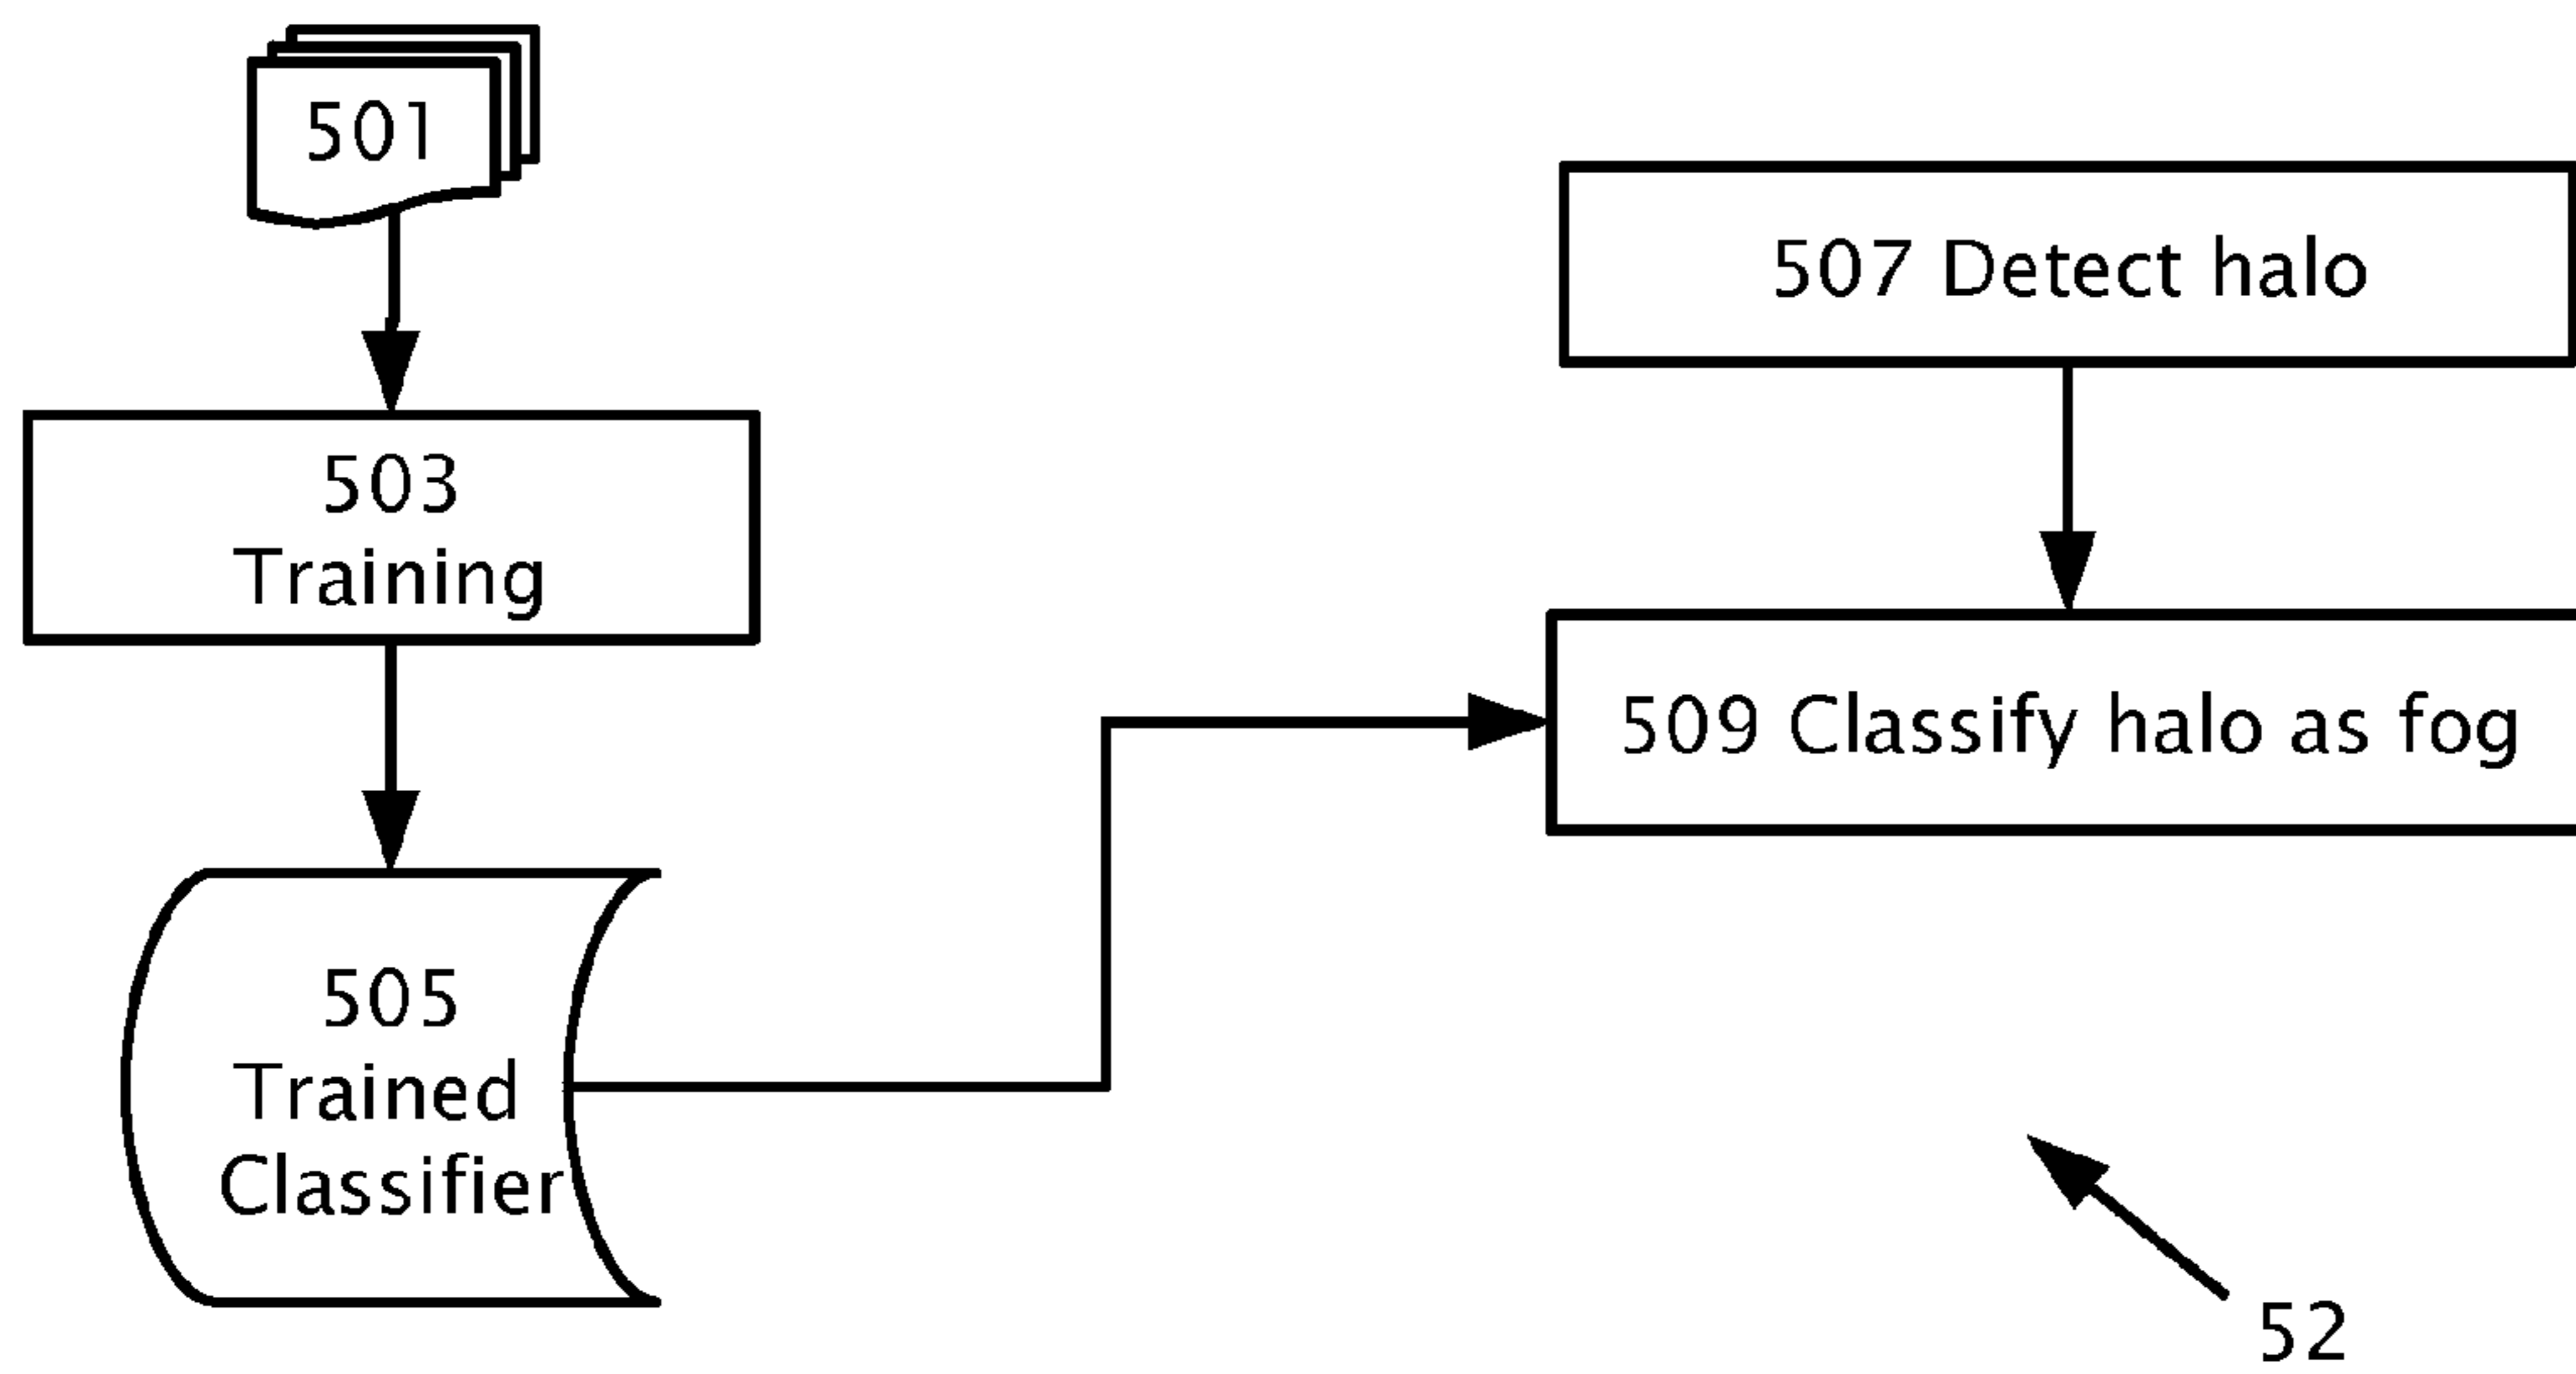 501
503
Training
505
Trained
Classifier
507 Detect halo
509 Classify halo as fog
52